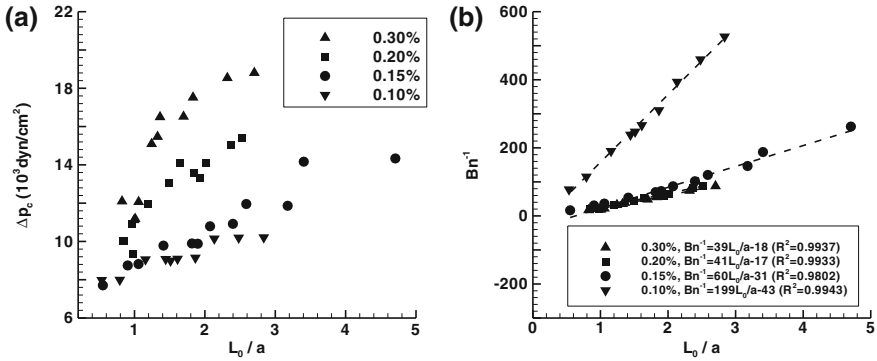 (a)
0.30%
0.20%
0.15%
0.10%
22
18
14
10
6
Δp_c (10³dyn/cm²)
1 2 3 4 5
L₀ / a
(b)
600
400
200
0
-200
Bn⁻¹
0.30%, Bn⁻¹=39L₀/a-18 (R²=0.9937)
0.20%, Bn⁻¹=41L₀/a-17 (R²=0.9933)
0.15%, Bn⁻¹=60L₀/a-31 (R²=0.9802)
0.10%, Bn⁻¹=199L₀/a-43 (R²=0.9943)
0 1 2 3 4 5
L₀ / a